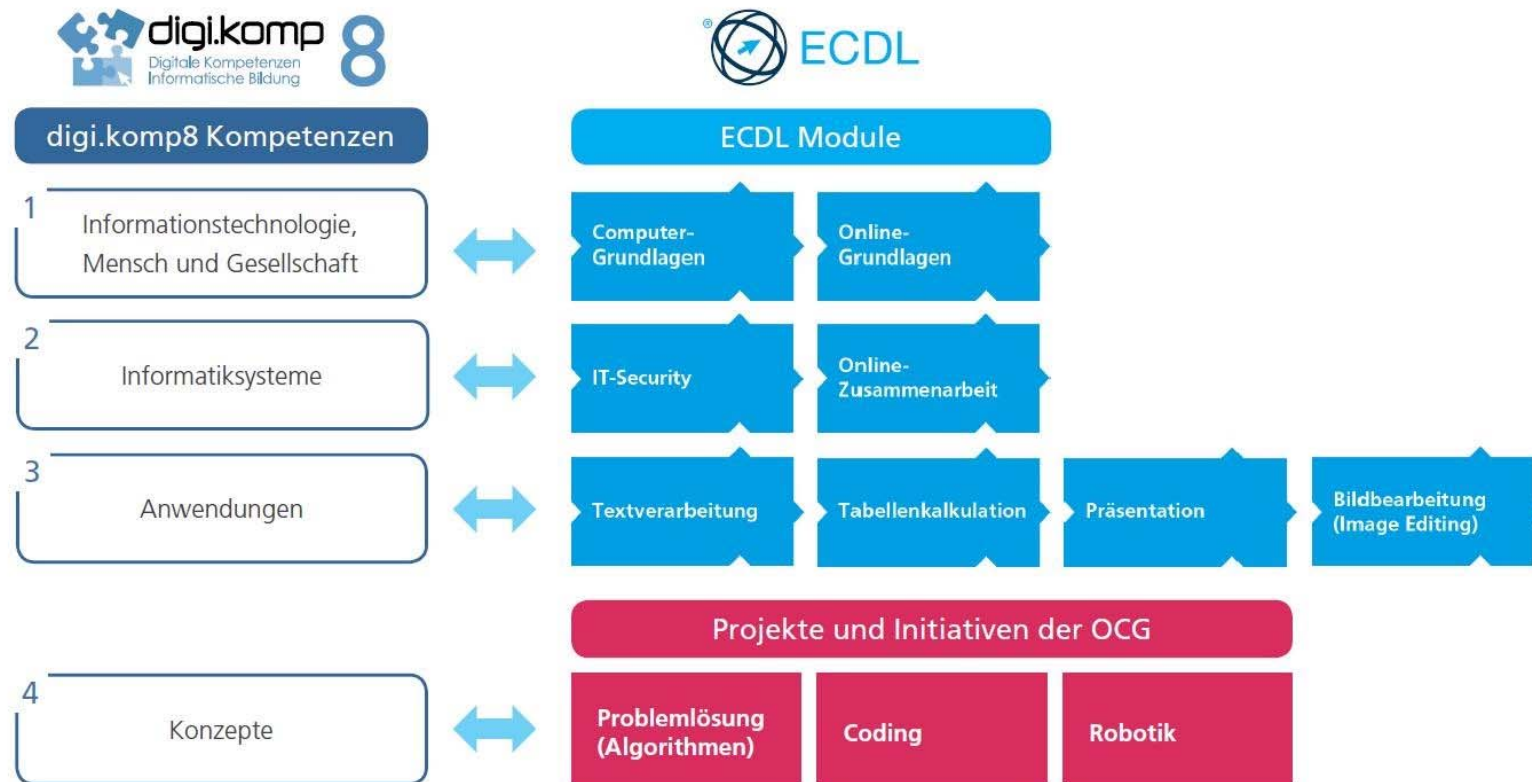 digi.komp 8
Digitale Kompetenzen
Informatische Bildung
® ECDL
digi.komp8 Kompetenzen
ECDL Module
1
Informationstechnologie,
Mensch und Gesellschaft
Computer-
Grundlagen
Online-
Grundlagen
2
Informatiksysteme
IT-Security
Online-
Zusammenarbeit
3
Anwendungen
Textverarbeitung
Tabellenkalkulation
Präsentation
Bildbearbeitung
(Image Editing)
Projekte und Initiativen der OCG
4
Konzepte
Problemlösung
(Algorithmen)
Coding
Robotik